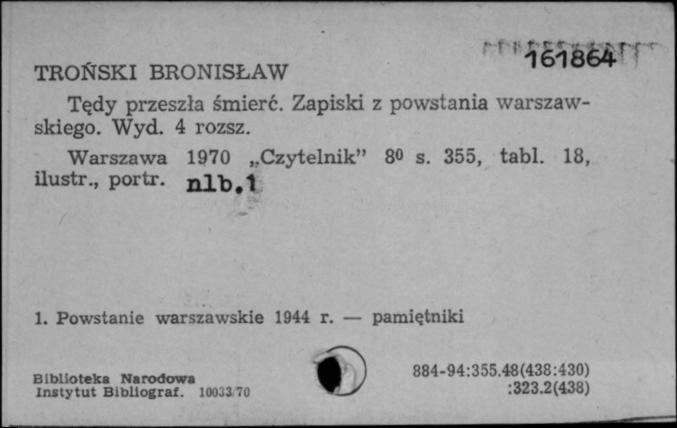 161864
TROŃSKI BRONISŁAW
Tędy przeszła śmierć. Zapiski z powstania warszaw-
skiego. Wyd. 4 rozsz.
Warszawa 1970 „Czytelnik” 8⁰ s. 355, tabl. 18,
ilustr., portr. nlb.1
1. Powstanie warszawskie 1944 r. — pamiętniki
Biblioteka Narodowa
Instytut Bibliograf. 10033/70
884-94:355.48(438:430)
:323.2(438)